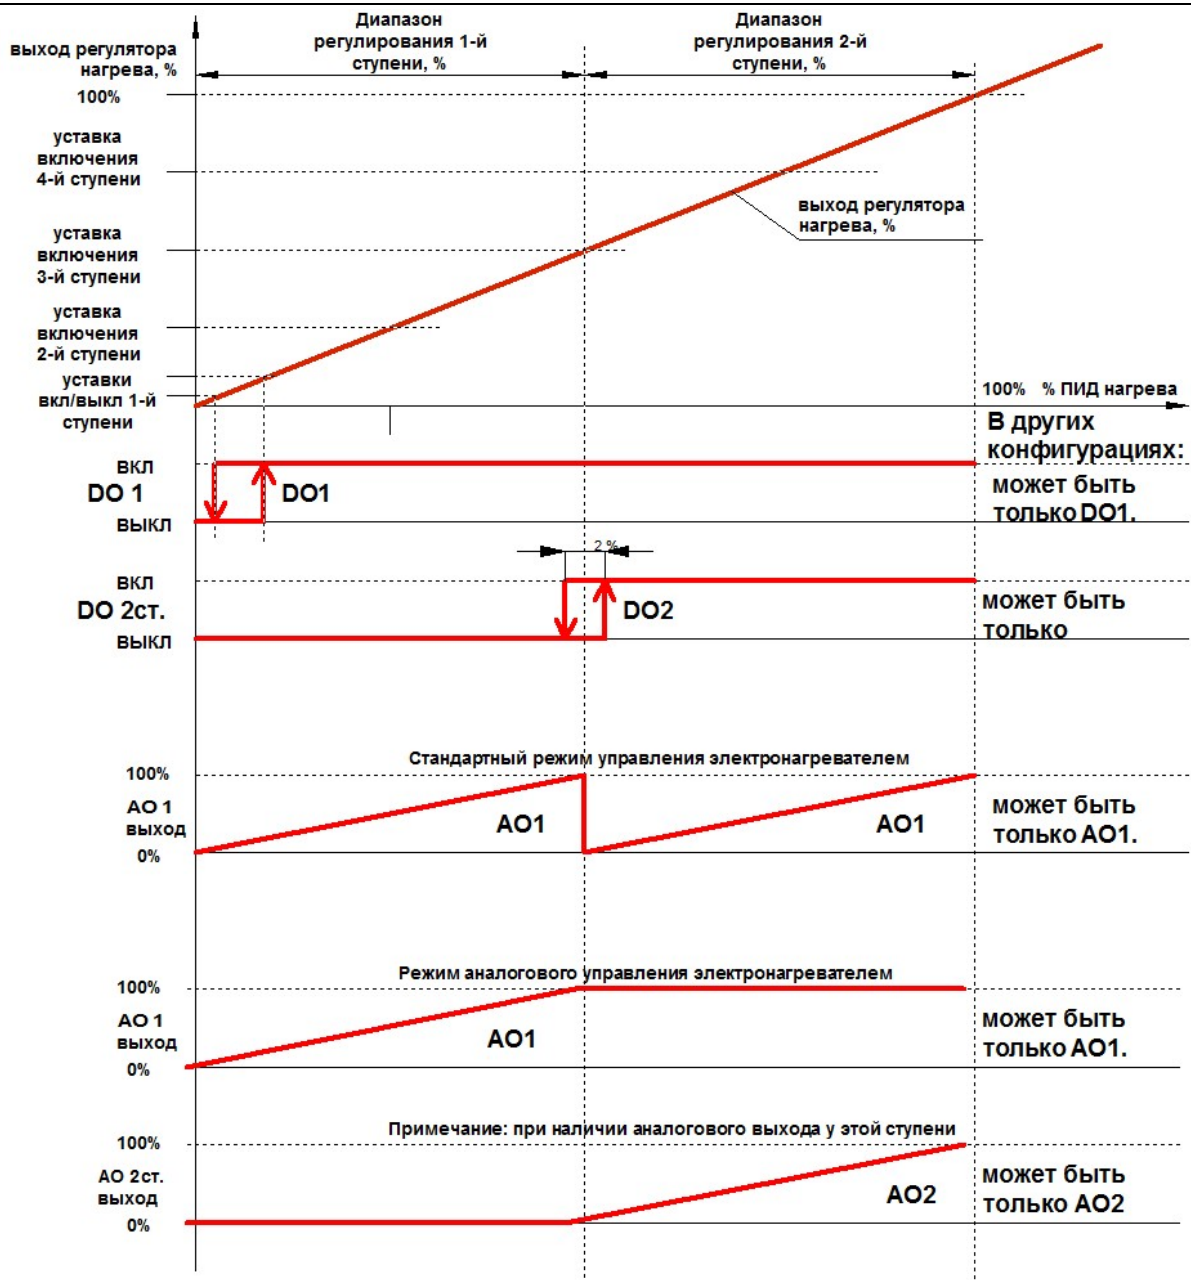 Диапазон
регулирования 1-й
ступени, %
Диапазон
регулирования 2-й
ступени, %
выход регулятора
нагрева, %
100%
уставка
включения
4-й ступени
выход регулятора
нагрева, %
уставка
включения
3-й ступени
уставка
включения
2-й ступени
уставки
вкл/выкл 1-й
ступени
100% % ПИД нагрева
В других
конфигурациях:
ВКЛ
DO 1
DO1
ВЫКЛ
может быть
только DO1.
2 %
ВКЛ
DO 2ст.
DO2
ВЫКЛ
может быть
только
Стандартный режим управления электронагревателем
100%
АО 1
выход
0%
АО1
АО1
может быть
только АО1.
Режим аналогового управления электронагревателем
100%
АО 1
выход
0%
АО1
может быть
только АО1.
Примечание: при наличии аналогового выхода у этой ступени
100%
АО 2ст.
выход
0%
АО2
может быть
только АО2